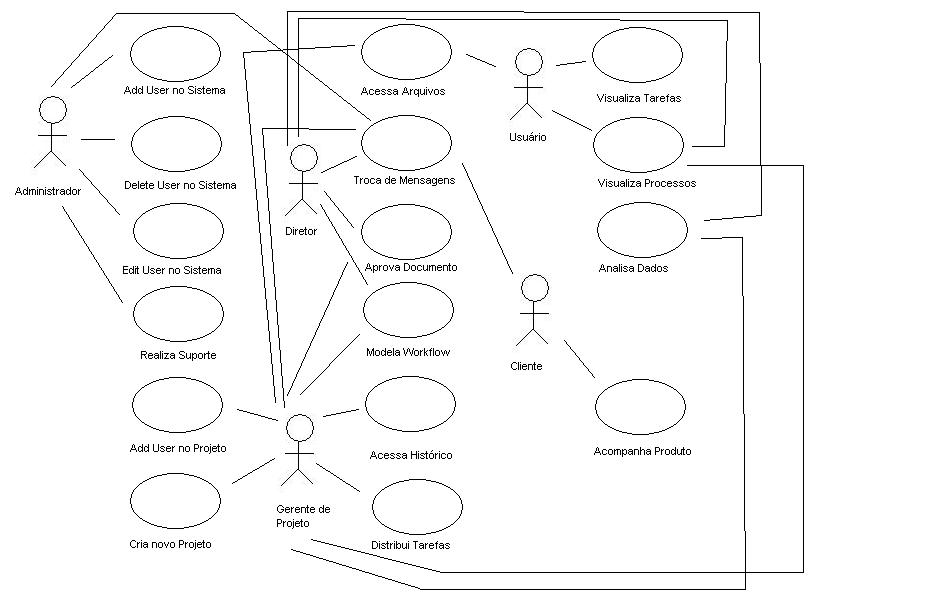 Add User no Sistema
Acessa Arquivos
Visualiza Tarefas
Usuário
Administrador
Delete User no Sistema
Troca de Mensagens
Visualiza Processos
Diretor
Edit User no Sistema
Aprova Documento
Analisa Dados
Realiza Suporte
Modela Workflow
Cliente
Add User no Projeto
Acessa Histórico
Acompanha Produto
Gerente de
Projeto
Cria novo Projeto
Distribui Tarefas